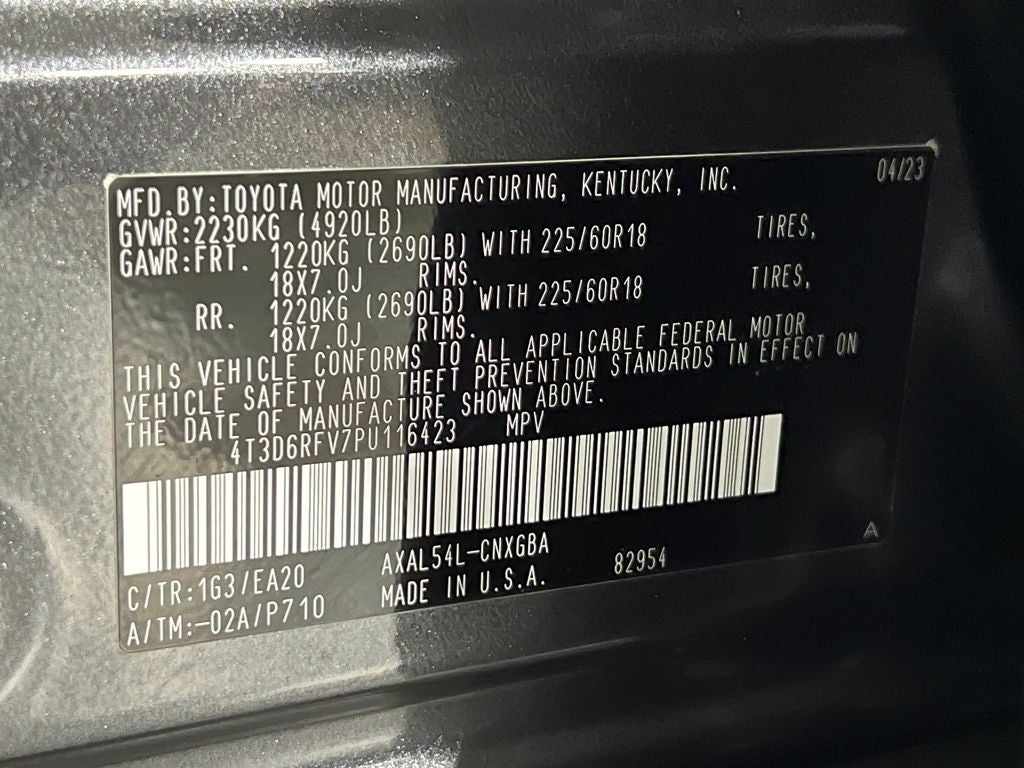 04/23
MFD.BY:TOYOTA MOTOR MANUFACTURING, KENTUCKY, INC.
GVWR:2230KG (4920LB)
GAWR:FRT. 1220KG (2690LB) WITH 225/60R18 TIRES,
18X7.0J RIMS.
RR. 1220KG (2690LB) WITH 225/60R18 TIRES,
18X7.0J RIMS.
THIS VEHICLE CONFORMS TO ALL APPLICABLE FEDERAL MOTOR
VEHICLE SAFETY AND THEFT PREVENTION STANDARDS IN EFFECT ON
THE DATE OF MANUFACTURE SHOWN ABOVE.
4T3D6RFV7PU116423 MPV
C/TR:1G3/EA20 AXAL54L-CNXGBA A
A/TM:-02A/P710 MADE IN U.S.A. 82954